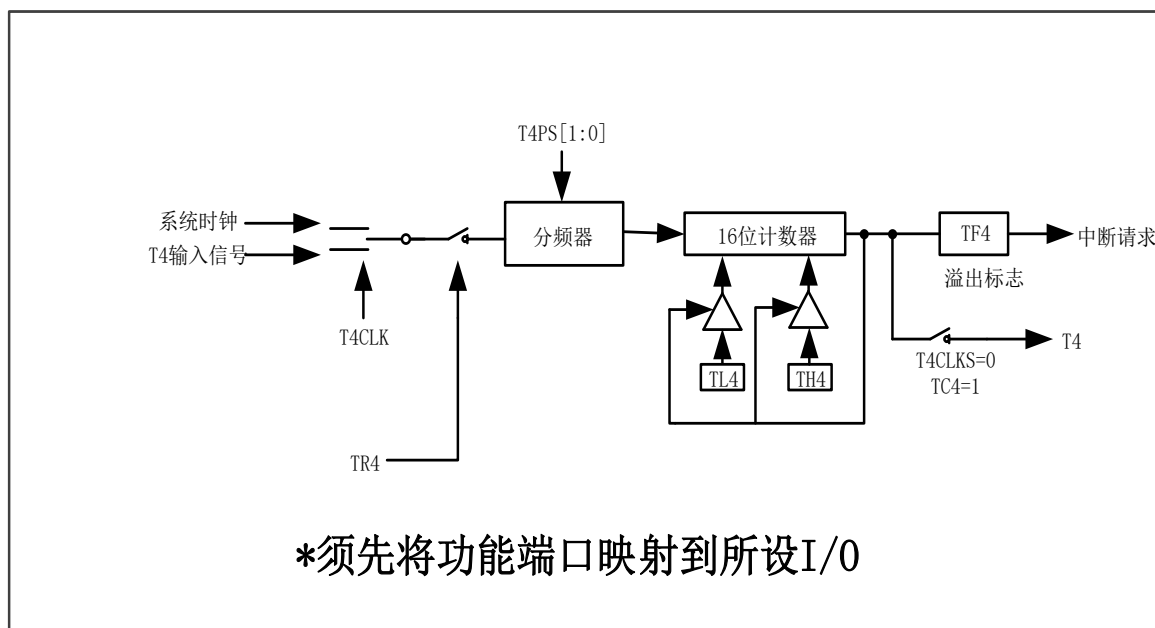 T4PS[1:0]
系统时钟
T4输入信号
分频器
16位计数器
TF4
中断请求
溢出标志
T4CLK
T4
T4CLKS=0
TC4=1
TL4
TH4
TR4
*须先将功能端口映射到所设I/O